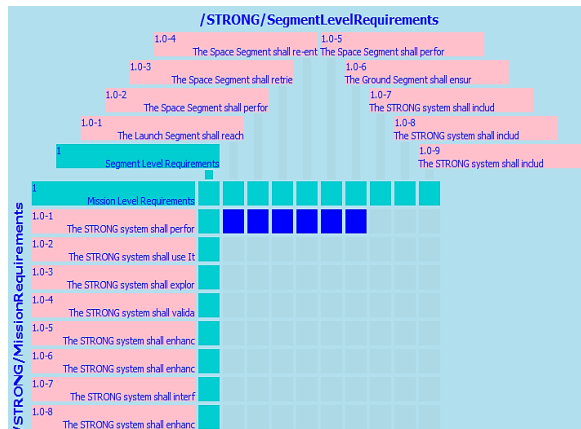 /STRONG/SegmentLevelRequirements
1.0-4
The Space Segment shall re-ent
1.0-5
The Space Segment shall perfor
1.0-3
The Space Segment shall retrie
1.0-6
The Ground Segment shall ensur
1.0-2
The Space Segment shall perfor
1.0-7
The STRONG system shall includ
1.0-1
The Launch Segment shall reach
1.0-8
The STRONG system shall includ
1
Segment Level Requirements
1.0-9
The STRONG system shall includ
/STRONG/MissionRequirements
1
Mission Level Requirements
1.0-1
The STRONG system shall perfor
1.0-2
The STRONG system shall use It
1.0-3
The STRONG system shall explor
1.0-4
The STRONG system shall valida
1.0-5
The STRONG system shall enhanc
1.0-6
The STRONG system shall enhanc
1.0-7
The STRONG system shall interf
1.0-8
The STRONG system shall enhanc